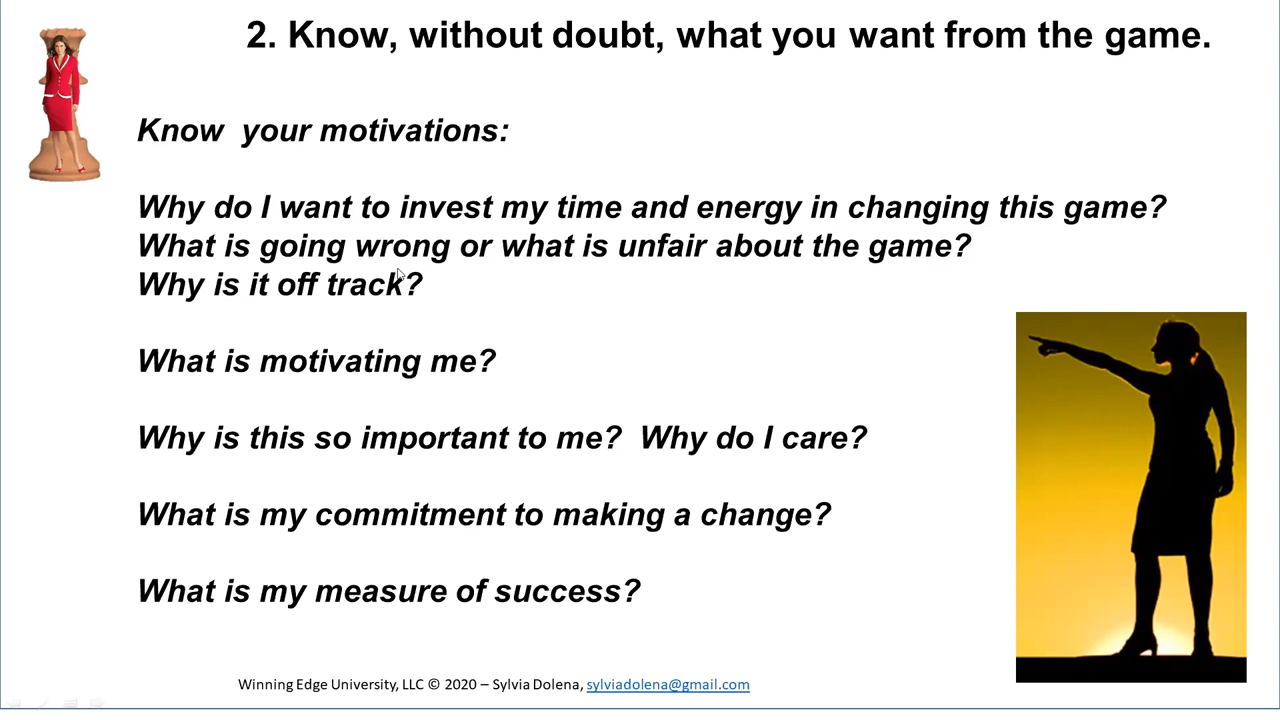 2. Know, without doubt, what you want from the game.
Know  your motivations:
Why do I want to invest my time and energy in changing this game?
What is going wrong or what is unfair about the game?
Why is it off track?
What is motivating me?
Why is this so important to me?  Why do I care?
What is my commitment to making a change?
What is my measure of success?
Winning Edge University, LLC © 2020 – Sylvia Dolena, sylviadolena@gmail.com